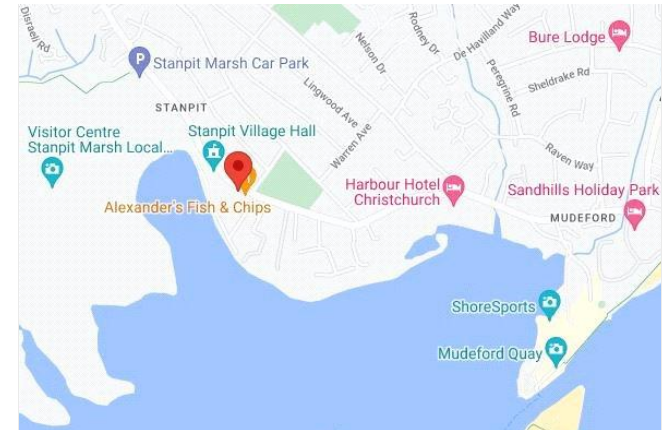 Disraeli Rd
Nelson Dr
Rodney Dr
De Havilland Way
Bure Lodge
P
Stanpit Marsh Car Park
Peregrine Rd
Sheldrake Rd
STANPIT
Lingwood Ave
Warren Ave
Visitor Centre
Stanpit Marsh Local...
Stanpit Village Hall
Raven Way
Alexander's Fish & Chips
Harbour Hotel
Christchurch
Sandhills Holiday Park
MUDEFORD
ShoreSports
Mudeford Quay